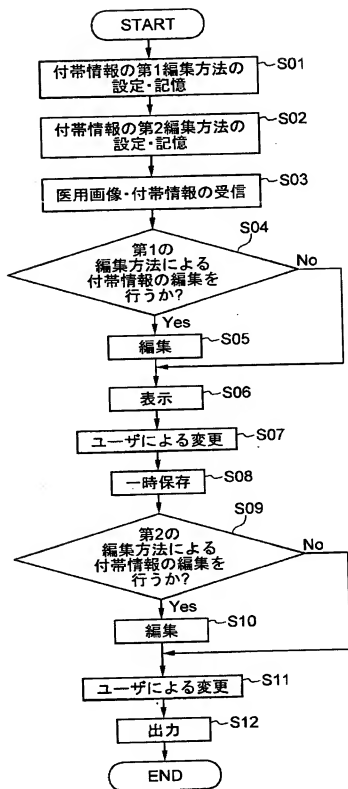 START
付帯情報の第1編集方法の
設定・記憶
S01
付帯情報の第2編集方法の
設定・記憶
S02
医用画像・付帯情報の受信
S03
第1の
編集方法による
付帯情報の編集を
行うか?
S04
No
Yes
編集
S05
表示
S06
ユーザによる変更
S07
一時保存
S08
第2の
編集方法による
付帯情報の編集を
行うか?
S09
No
Yes
編集
S10
ユーザによる変更
S11
出力
S12
END